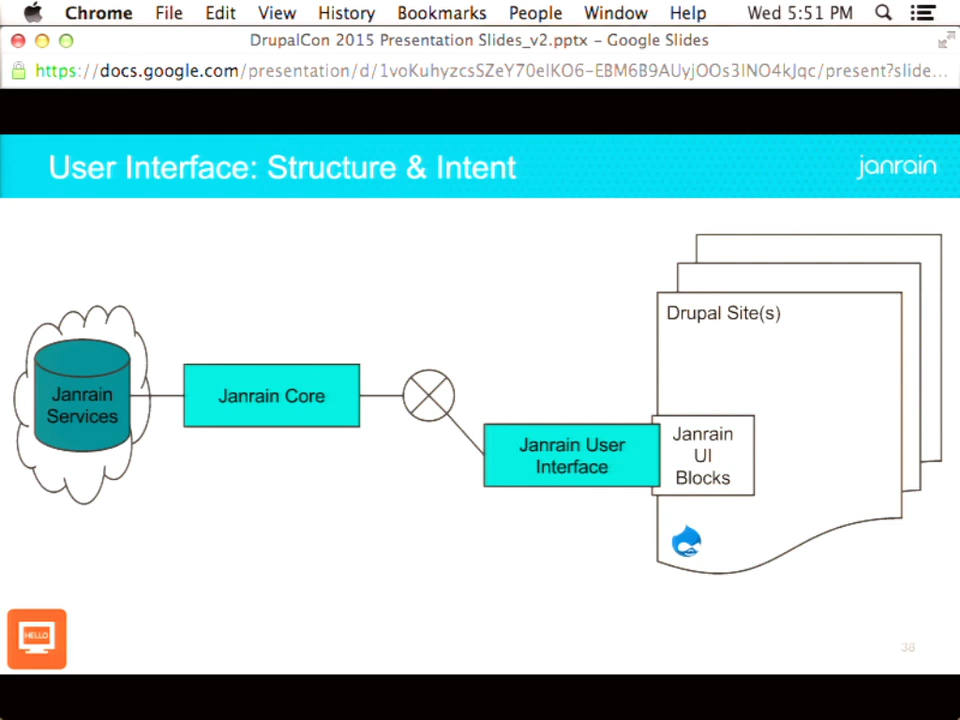 Chrome File Edit View History Bookmarks People Window Help Wed 5:51 PM
DrupalCon 2015 Presentation Slides_v2.pptx – Google Slides
https://docs.google.com/presentation/d/1voKuhyzcsSZeY70elKO6-EBM6B9AUyjOOs3INO4kJqc/present?slide...
User Interface: Structure & Intent
janrain
Drupal Site(s)
Janrain
Services
Janrain Core
Janrain User
Interface
Janrain
UI
Blocks
HELLO
38